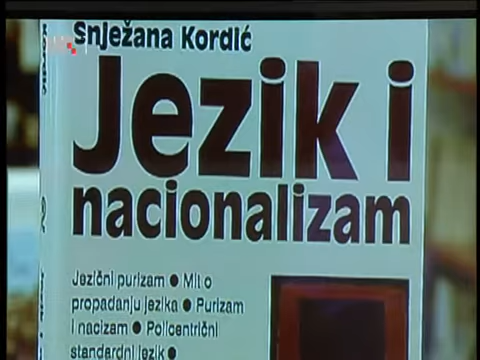 Snježana Kordić
Jezik i
nacionalizam
Jezični purizam ● Mit o
propadanju jezika ● Purizam
i nacizam ● Policentrični
standardni jezik ●